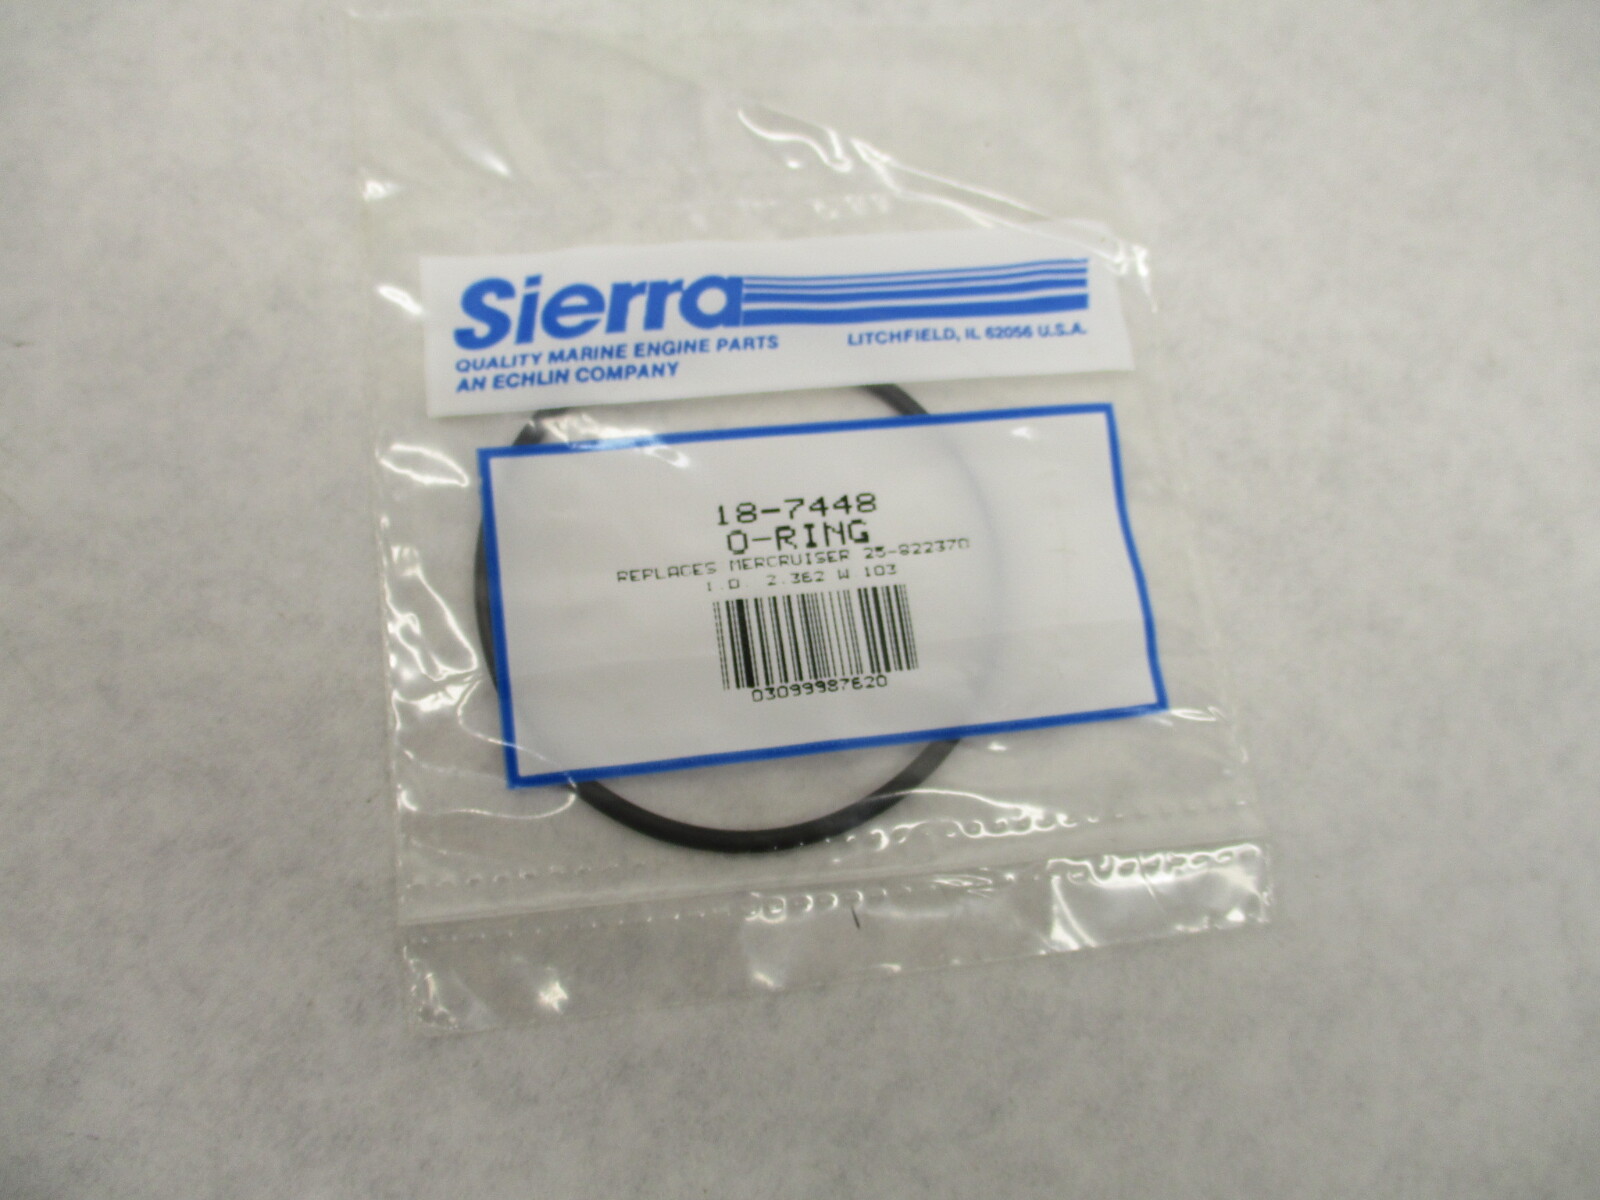 Sierra
QUALITY MARINE ENGINE PARTS
AN ECHLIN COMPANY
LITCHFIELD, IL 62056 U.S.A.
18-7448
O-RING
REPLACES MERCRUISER 25-822370
I.D. 2.362 W.103
03099987620